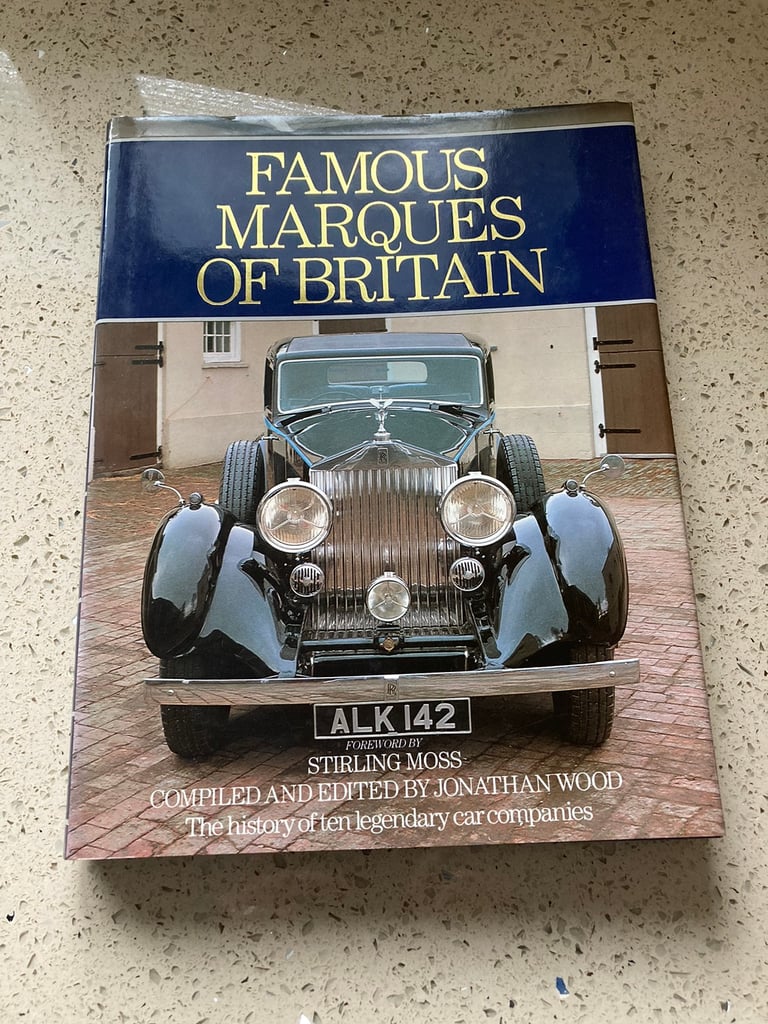 FAMOUS
MARQUES
OF BRITAIN
ALK 142
FOREWORD BY
STIRLING MOSS
COMPILED AND EDITED BY JONATHAN WOOD
The history of ten legendary car companies